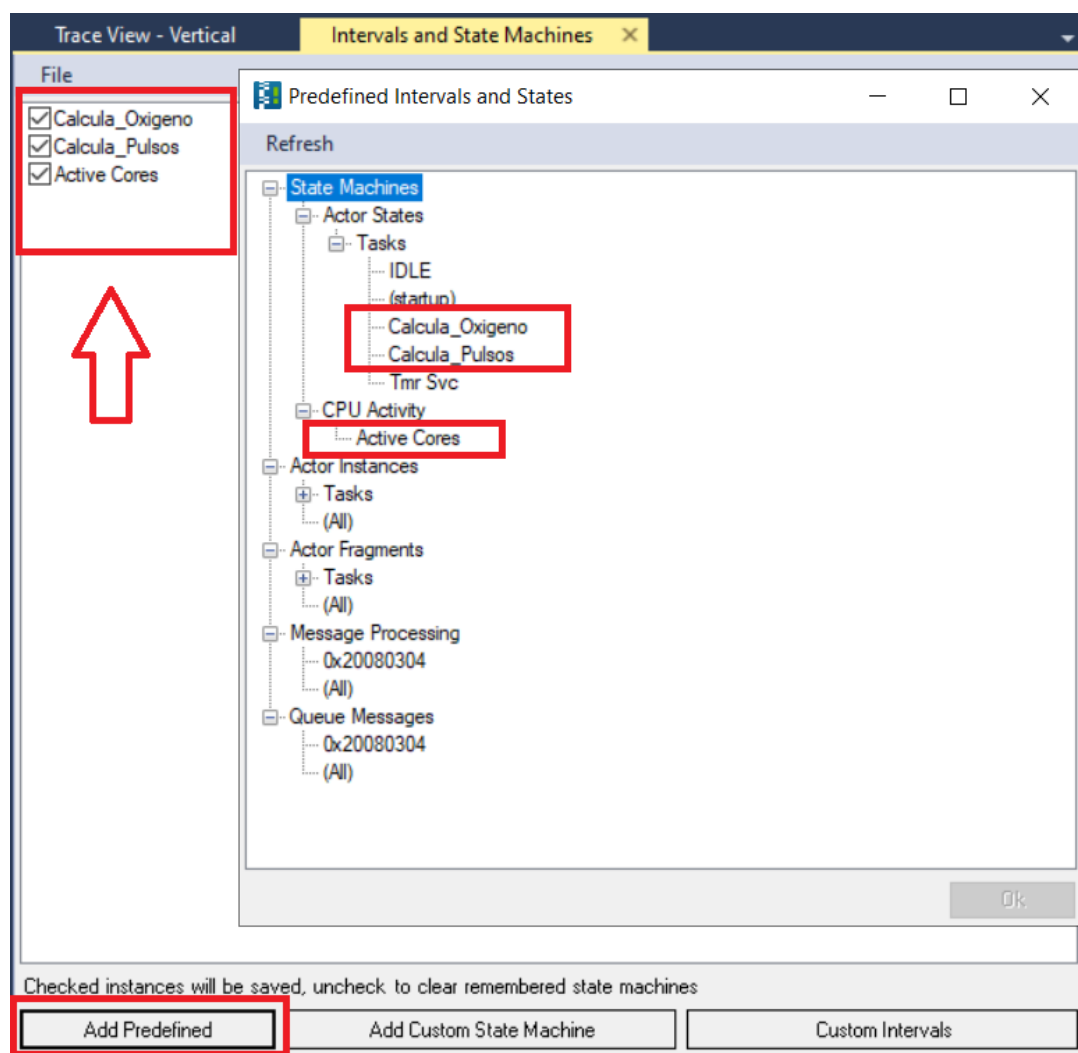 Trace View - Vertical
Intervals and State Machines
File
Calcula_Oxigeno
Calcula_Pulsos
Active Cores
Predefined Intervals and States
Refresh
State Machines
Actor States
Tasks
IDLE
(startup)
Calcula_Oxigeno
Calcula_Pulsos
Tmr Svc
CPU Activity
Active Cores
Actor Instances
Tasks
(All)
Actor Fragments
Tasks
(All)
Message Processing
0x20080304
(All)
Queue Messages
0x20080304
(All)
Ok
Checked instances will be saved, uncheck to clear remembered state machines
Add Predefined
Add Custom State Machine
Custom Intervals